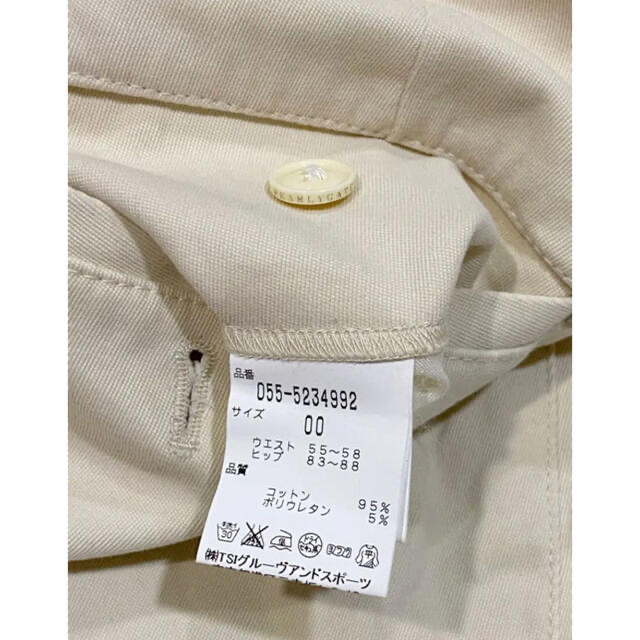 PEARLYGATES
品番
055-5234992
サイズ
00
ウエスト 55~58
ヒップ 83~88
品質
コットン 95%
ポリウレタン 5%
30
㈱TSIグルーヴアンドスポーツ